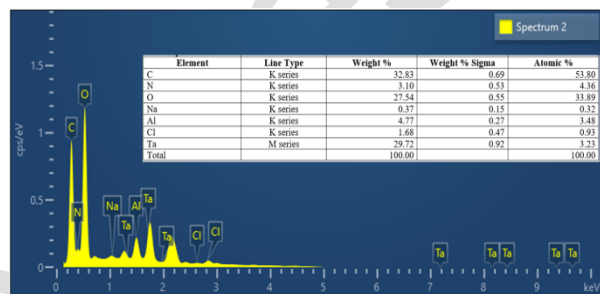 Spectrum 2
Element Line Type Weight % Weight % Sigma Atomic %
C K series 32.83 0.69 53.80
N K series 3.10 0.53 4.36
O K series 27.54 0.55 33.89
Na K series 0.37 0.15 0.32
Al K series 4.77 0.27 3.48
Cl K series 1.68 0.47 0.93
Ta M series 29.72 0.92 3.23
Total 100.00 100.00
cps/eV
1.5
1
0.5
0
O
C
N
Na
Ta
Al
Ta
Ta
Cl
Cl
Ta
Ta
Ta
Ta
Ta
0 1 2 3 4 5 6 7 8 9 keV